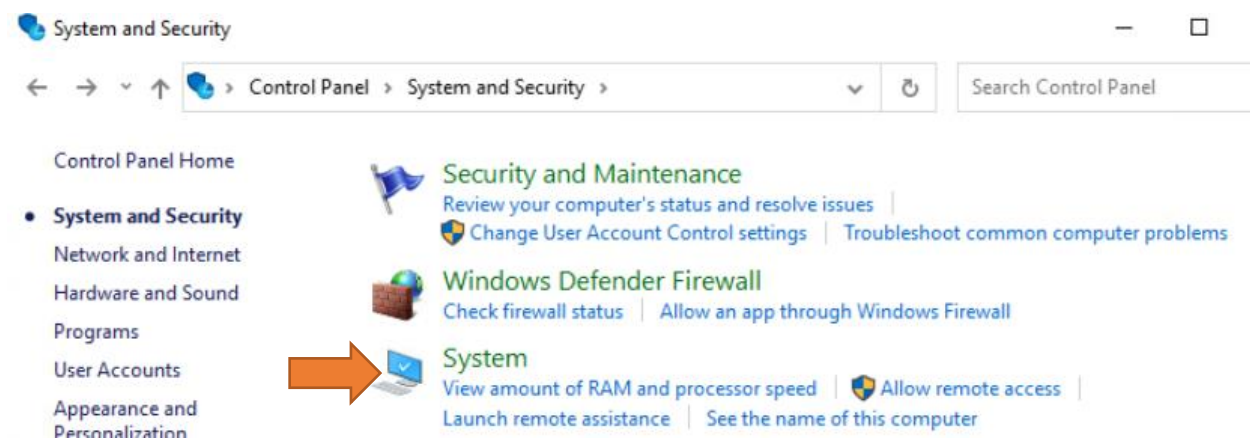 System and Security
Control Panel > System and Security >
Search Control Panel
Control Panel Home
System and Security
Network and Internet
Hardware and Sound
Programs
User Accounts
Appearance and
Personalization
Security and Maintenance
Review your computer's status and resolve issues
Change User Account Control settings
Troubleshoot common computer problems
Windows Defender Firewall
Check firewall status
Allow an app through Windows Firewall
System
View amount of RAM and processor speed
Allow remote access
Launch remote assistance
See the name of this computer